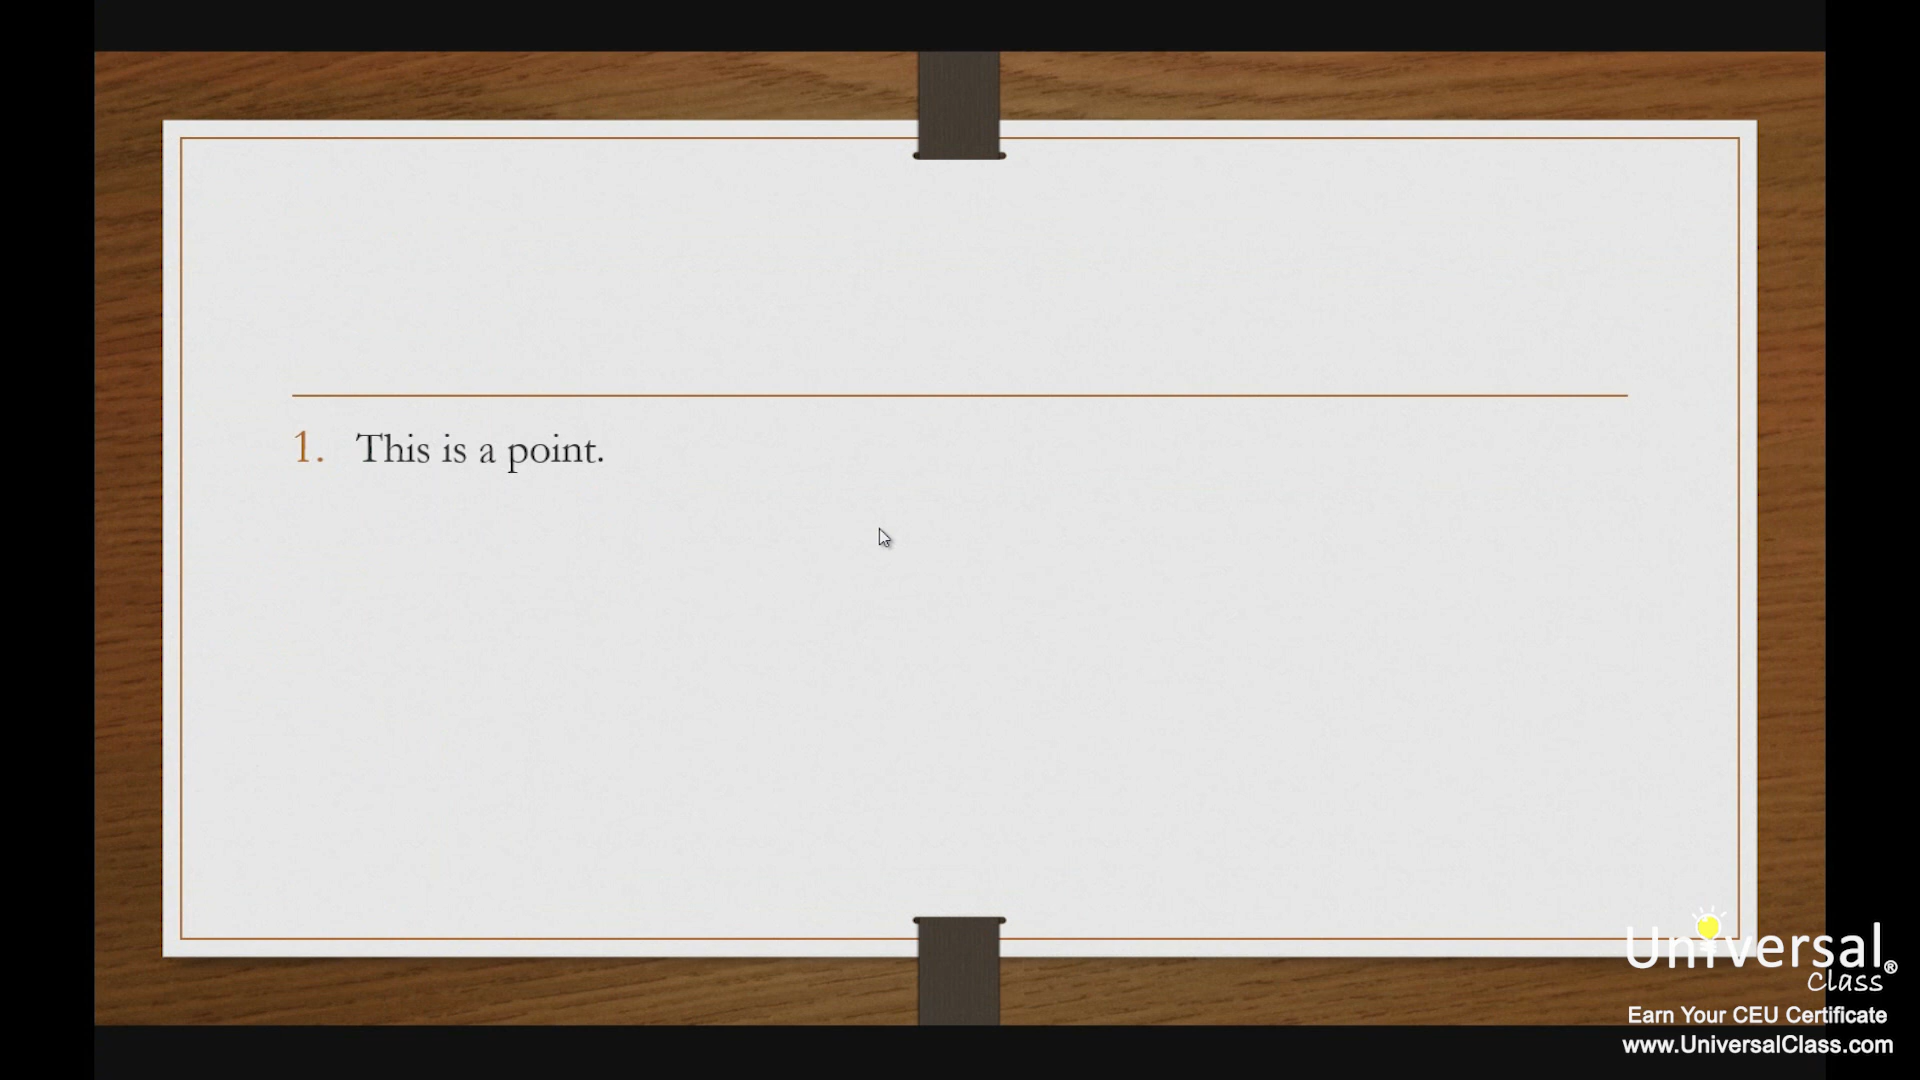 1. This is a point.
Universal®
Class
Earn Your CEU Certificate
www.UniversalClass.com